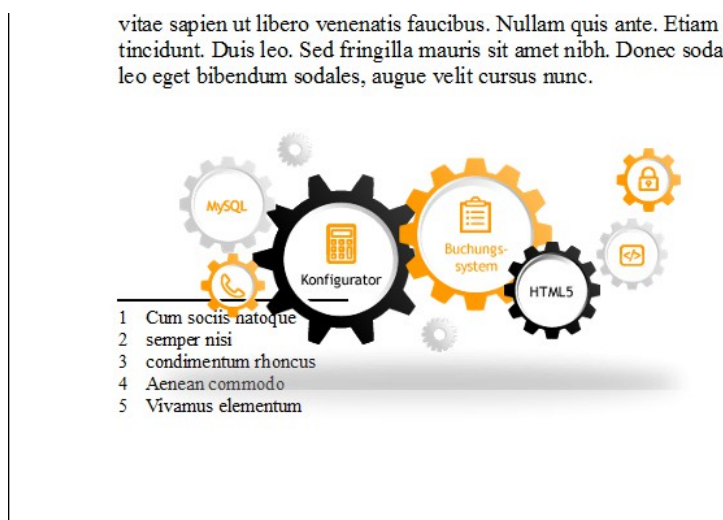 vitae sapien ut libero venenatis faucibus. Nullam quis ante. Etiam
tincidunt. Duis leo. Sed fringilla mauris sit amet nibh. Donec soda
leo eget bibendum sodales, augue velit cursus nunc.
MySQL
Konfigurator
Buchungs-
system
</>
HTML5
1 Cum sociis natoque
2 semper nisi
3 condimentum rhoncus
4 Aenean commodo
5 Vivamus elementum